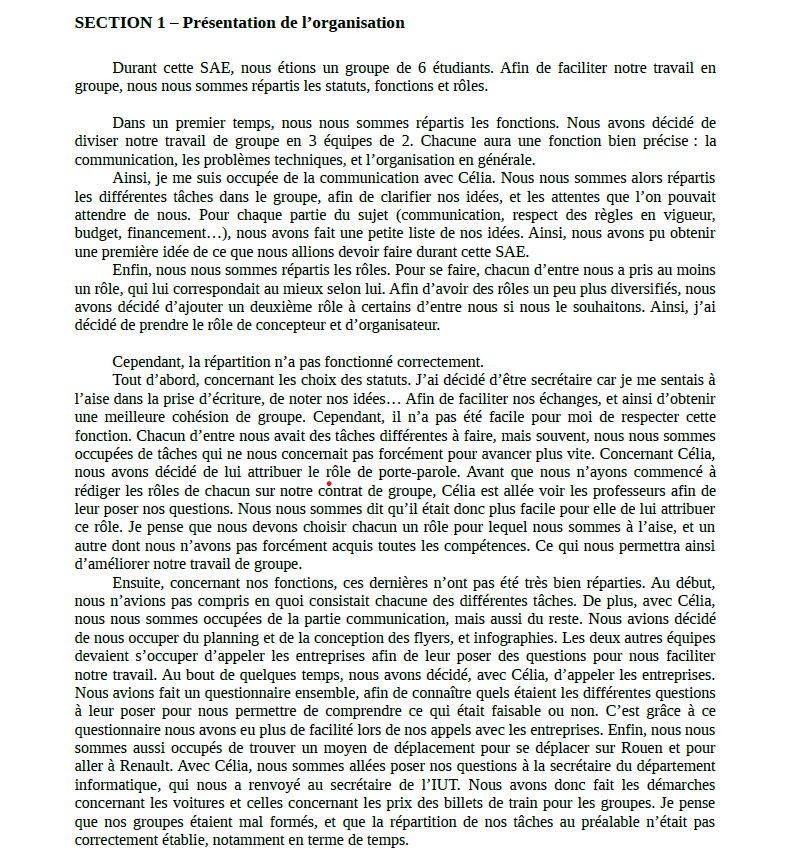 SECTION 1 – Présentation de l’organisation
Durant cette SAE, nous étions un groupe de 6 étudiants. Afin de faciliter notre travail en
groupe, nous nous sommes répartis les statuts, fonctions et rôles.
Dans un premier temps, nous nous sommes répartis les fonctions. Nous avons décidé de
diviser notre travail de groupe en 3 équipes de 2. Chacune aura une fonction bien précise : la
communication, les problèmes techniques, et l’organisation en générale.
Ainsi, je me suis occupée de la communication avec Célia. Nous nous sommes alors répartis
les différentes tâches dans le groupe, afin de clarifier nos idées, et les attentes que l’on pouvait
attendre de nous. Pour chaque partie du sujet (communication, respect des règles en vigueur,
budget, financement…), nous avons fait une petite liste de nos idées. Ainsi, nous avons pu obtenir
une première idée de ce que nous allions devoir faire durant cette SAE.
Enfin, nous nous sommes répartis les rôles. Pour se faire, chacun d’entre nous a pris au moins
un rôle, qui lui correspondait au mieux selon lui. Afin d’avoir des rôles un peu plus diversifiés, nous
avons décidé d’ajouter un deuxième rôle à certains d’entre nous si nous le souhaitons. Ainsi, j’ai
décidé de prendre le rôle de concepteur et d’organisateur.
Cependant, la répartition n’a pas fonctionné correctement.
Tout d’abord, concernant les choix des statuts. J’ai décidé d’être secrétaire car je me sentais à
l’aise dans la prise d’écriture, de noter nos idées… Afin de faciliter nos échanges, et ainsi d’obtenir
une meilleure cohésion de groupe. Cependant, il n’a pas été facile pour moi de respecter cette
fonction. Chacun d’entre nous avait des tâches différentes à faire, mais souvent, nous nous sommes
occupées de tâches qui ne nous concernait pas forcément pour avancer plus vite. Concernant Célia,
nous avons décidé de lui attribuer le rôle de porte-parole. Avant que nous n’ayons commencé à
rédiger les rôles de chacun sur notre contrat de groupe, Célia est allée voir les professeurs afin de
leur poser nos questions. Nous nous sommes dit qu’il était donc plus facile pour elle de lui attribuer
ce rôle. Je pense que nous devons choisir chacun un rôle pour lequel nous sommes à l’aise, et un
autre dont nous n’avons pas forcément acquis toutes les compétences. Ce qui nous permettra ainsi
d’améliorer notre travail de groupe.
Ensuite, concernant nos fonctions, ces dernières n’ont pas été très bien réparties. Au début,
nous n’avions pas compris en quoi consistait chacune des différentes tâches. De plus, avec Célia,
nous nous sommes occupées de la partie communication, mais aussi du reste. Nous avions décidé
de nous occuper du planning et de la conception des flyers, et infographies. Les deux autres équipes
devaient s’occuper d’appeler les entreprises afin de leur poser des questions pour nous faciliter
notre travail. Au bout de quelques temps, nous avons décidé, avec Célia, d’appeler les entreprises.
Nous avions fait un questionnaire ensemble, afin de connaître quels étaient les différentes questions
à leur poser pour nous permettre de comprendre ce qui était faisable ou non. C’est grâce à ce
questionnaire nous avons eu plus de facilité lors de nos appels avec les entreprises. Enfin, nous nous
sommes aussi occupés de trouver un moyen de déplacement pour se déplacer sur Rouen et pour
aller à Renault. Avec Célia, nous sommes allées poser nos questions à la secrétaire du département
informatique, qui nous a renvoyé au secrétaire de l’IUT. Nous avons donc fait les démarches
concernant les voitures et celles concernant les prix des billets de train pour les groupes. Je pense
que nos groupes étaient mal formés, et que la répartition de nos tâches au préalable n’était pas
correctement établie, notamment en terme de temps.